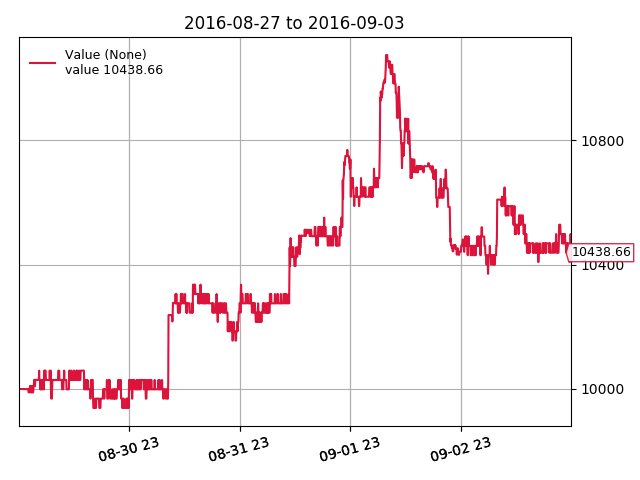 2016-08-27 to 2016-09-03
Value (None)
value 10438.66
10800
10438.66
10400
10000
08-30 23
08-31 23
09-01 23
09-02 23